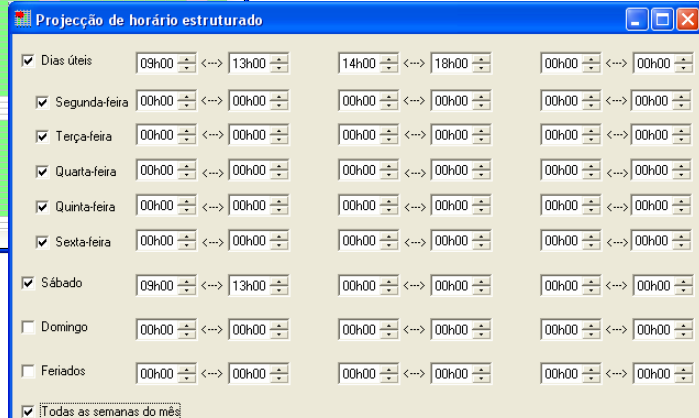 Projecção de horário estruturado
Dias úteis 09h00 <---> 13h00 14h00 <---> 18h00 00h00 <---> 00h00
Segunda-feira 00h00 <---> 00h00 00h00 <---> 00h00 00h00 <---> 00h00
Terça-feira 00h00 <---> 00h00 00h00 <---> 00h00 00h00 <---> 00h00
Quarta-feira 00h00 <---> 00h00 00h00 <---> 00h00 00h00 <---> 00h00
Quinta-feira 00h00 <---> 00h00 00h00 <---> 00h00 00h00 <---> 00h00
Sexta-feira 00h00 <---> 00h00 00h00 <---> 00h00 00h00 <---> 00h00
Sábado 09h00 <---> 13h00 00h00 <---> 00h00 00h00 <---> 00h00
Domingo 00h00 <---> 00h00 00h00 <---> 00h00 00h00 <---> 00h00
Feriados 00h00 <---> 00h00 00h00 <---> 00h00 00h00 <---> 00h00
Todas as semanas do mês